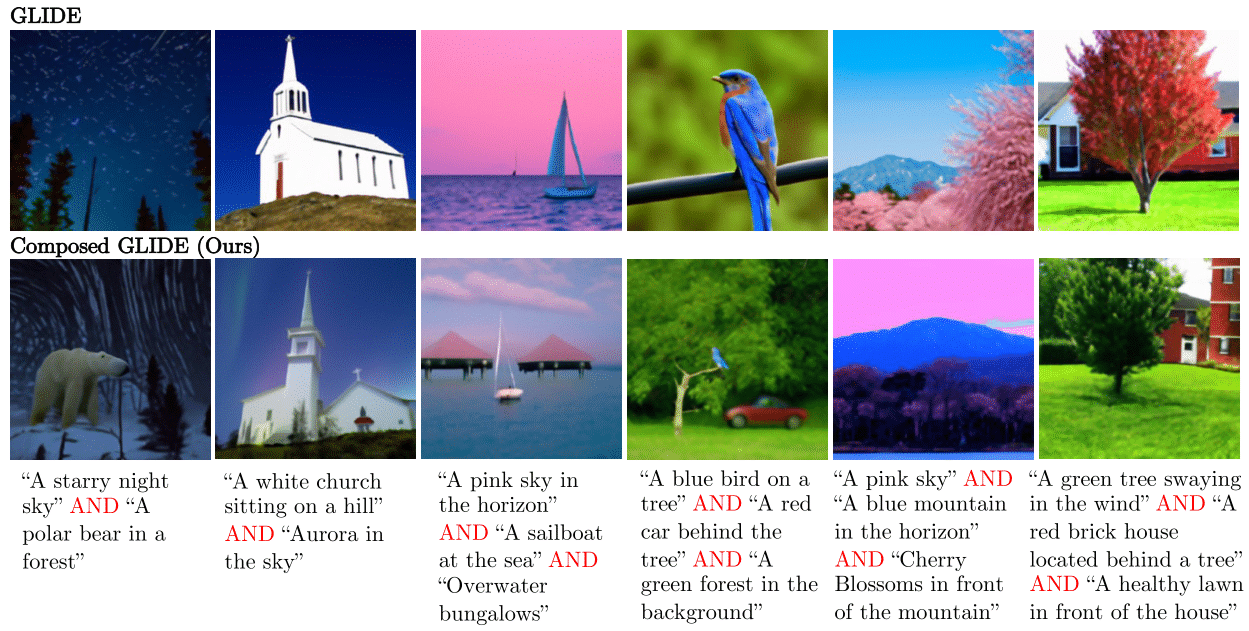 GLIDE
Composed GLIDE (Ours)
“A starry night
sky” AND “A
polar bear in a
forest”
“A white church
sitting on a hill”
AND “Aurora in
the sky”
“A pink sky in
the horizon”
AND “A sailboat
at the sea” AND
“Overwater
bungalows”
“A blue bird on a
tree” AND “A red
car behind the
tree” AND “A
green forest in the
background”
“A pink sky” AND
“A blue mountain
in the horizon”
AND “Cherry
Blossoms in front
of the mountain”
“A green tree swaying
in the wind” AND “A
red brick house
located behind a tree”
AND “A healthy lawn
in front of the house”